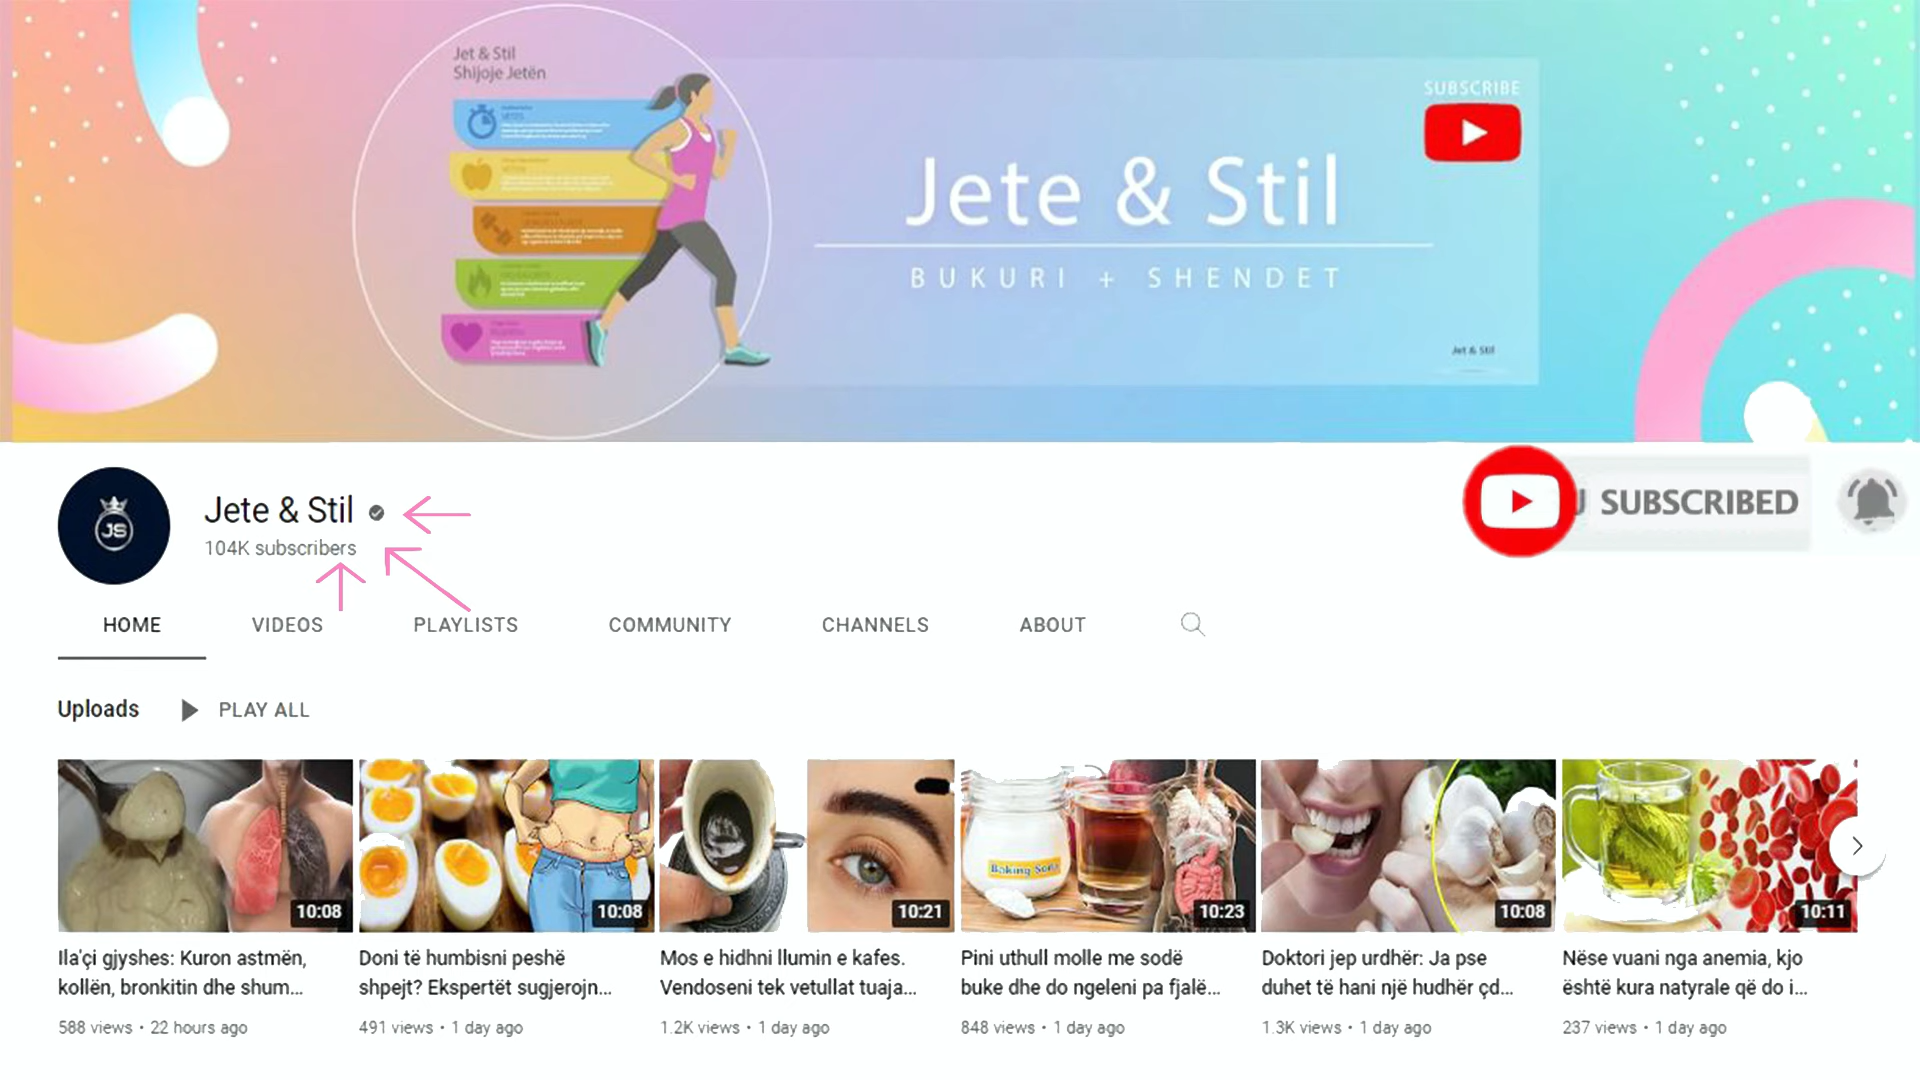 Jet & Stil
Shijoje Jetën
SUBSCRIBE
Jete & Stil
BUKURI + SHENDET
Jet & Stil
JS
Jete & Stil
104K subscribers
SUBSCRIBED
HOME VIDEOS PLAYLISTS COMMUNITY CHANNELS ABOUT
Uploads PLAY ALL
10:08
10:08
10:21
Baking Soda
10:23
10:08
10:11
Ila'çi gjyshes: Kuron astmën,
kollën, bronkitin dhe shum...
588 views • 22 hours ago
Doni të humbisni peshë
shpejt? Ekspertët sugjerojn...
491 views • 1 day ago
Mos e hidhni llumin e kafes.
Vendoseni tek vetullat tuaja...
1.2K views • 1 day ago
Pini uthull molle me sodë
buke dhe do ngeleni pa fjalë...
848 views • 1 day ago
Doktori jep urdhër: Ja pse
duhet të hani një hudhër çd...
1.3K views • 1 day ago
Nëse vuani nga anemia, kjo
është kura natyrale që do i...
237 views • 1 day ago